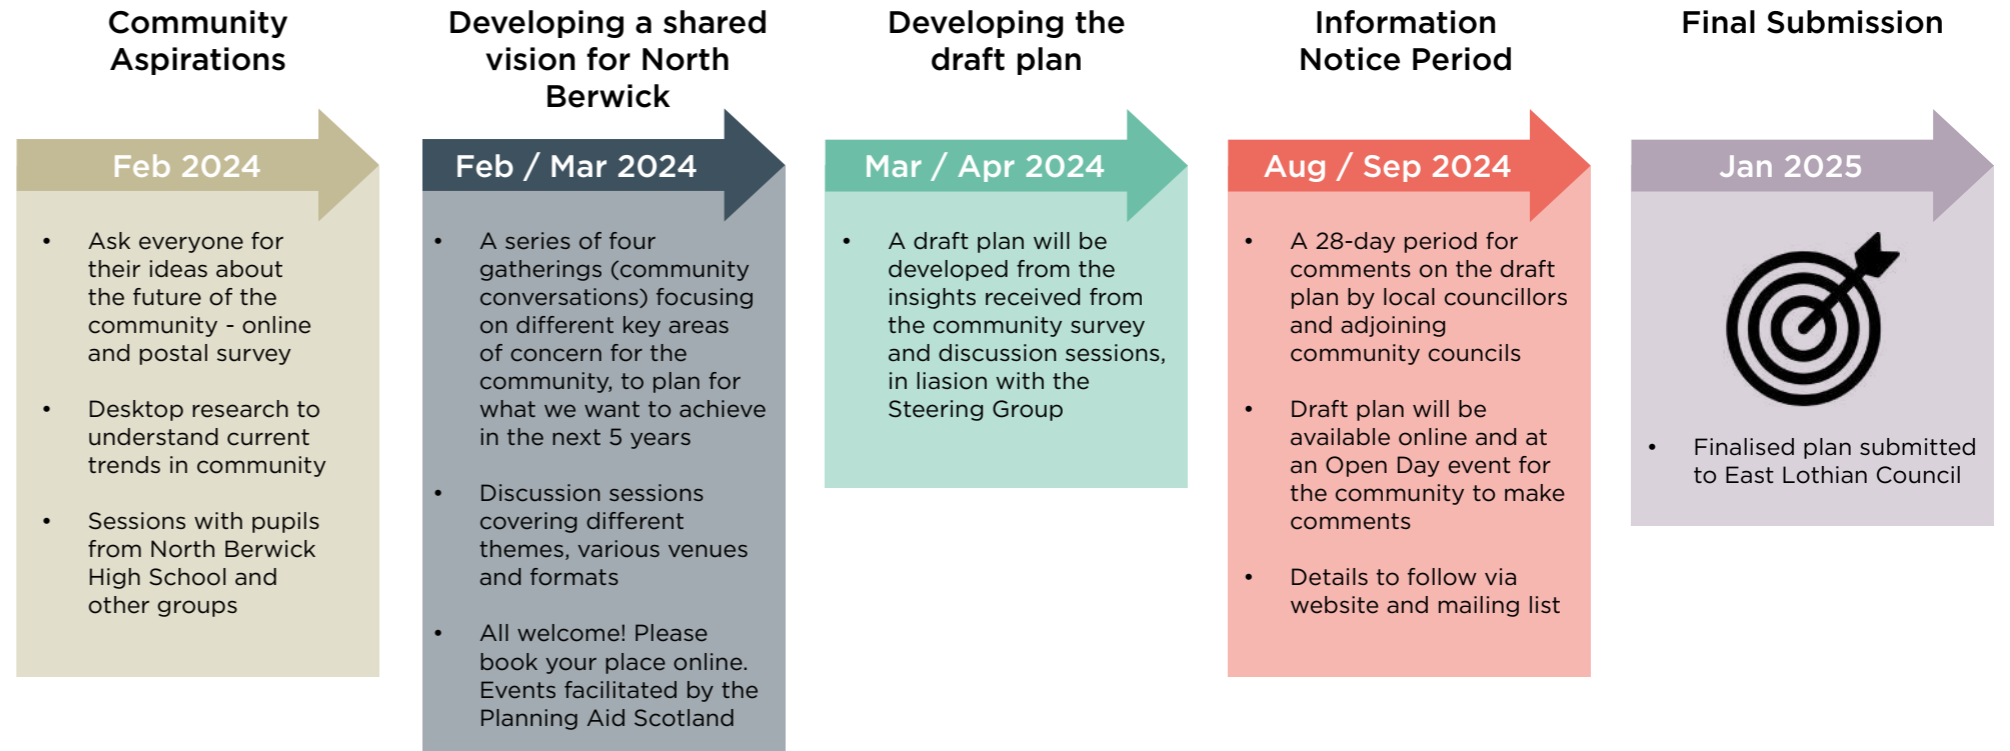 Community
Aspirations
Feb 2024
• Ask everyone for
their ideas about
the future of the
community - online
and postal survey
• Desktop research to
understand current
trends in community
• Sessions with pupils
from North Berwick
High School and
other groups
Developing a shared
vision for North
Berwick
Feb / Mar 2024
• A series of four
gatherings (community
conversations) focusing
on different key areas
of concern for the
community, to plan for
what we want to achieve
in the next 5 years
• Discussion sessions
covering different
themes, various venues
and formats
• All welcome! Please
book your place online.
Events facilitated by the
Planning Aid Scotland
Developing the
draft plan
Mar / Apr 2024
• A draft plan will be
developed from the
insights received from
the community survey
and discussion sessions,
in liasion with the
Steering Group
Information
Notice Period
Aug / Sep 2024
• A 28-day period for
comments on the draft
plan by local councillors
and adjoining
community councils
• Draft plan will be
available online and at
an Open Day event for
the community to make
comments
• Details to follow via
website and mailing list
Final Submission
Jan 2025
• Finalised plan submitted
to East Lothian Council